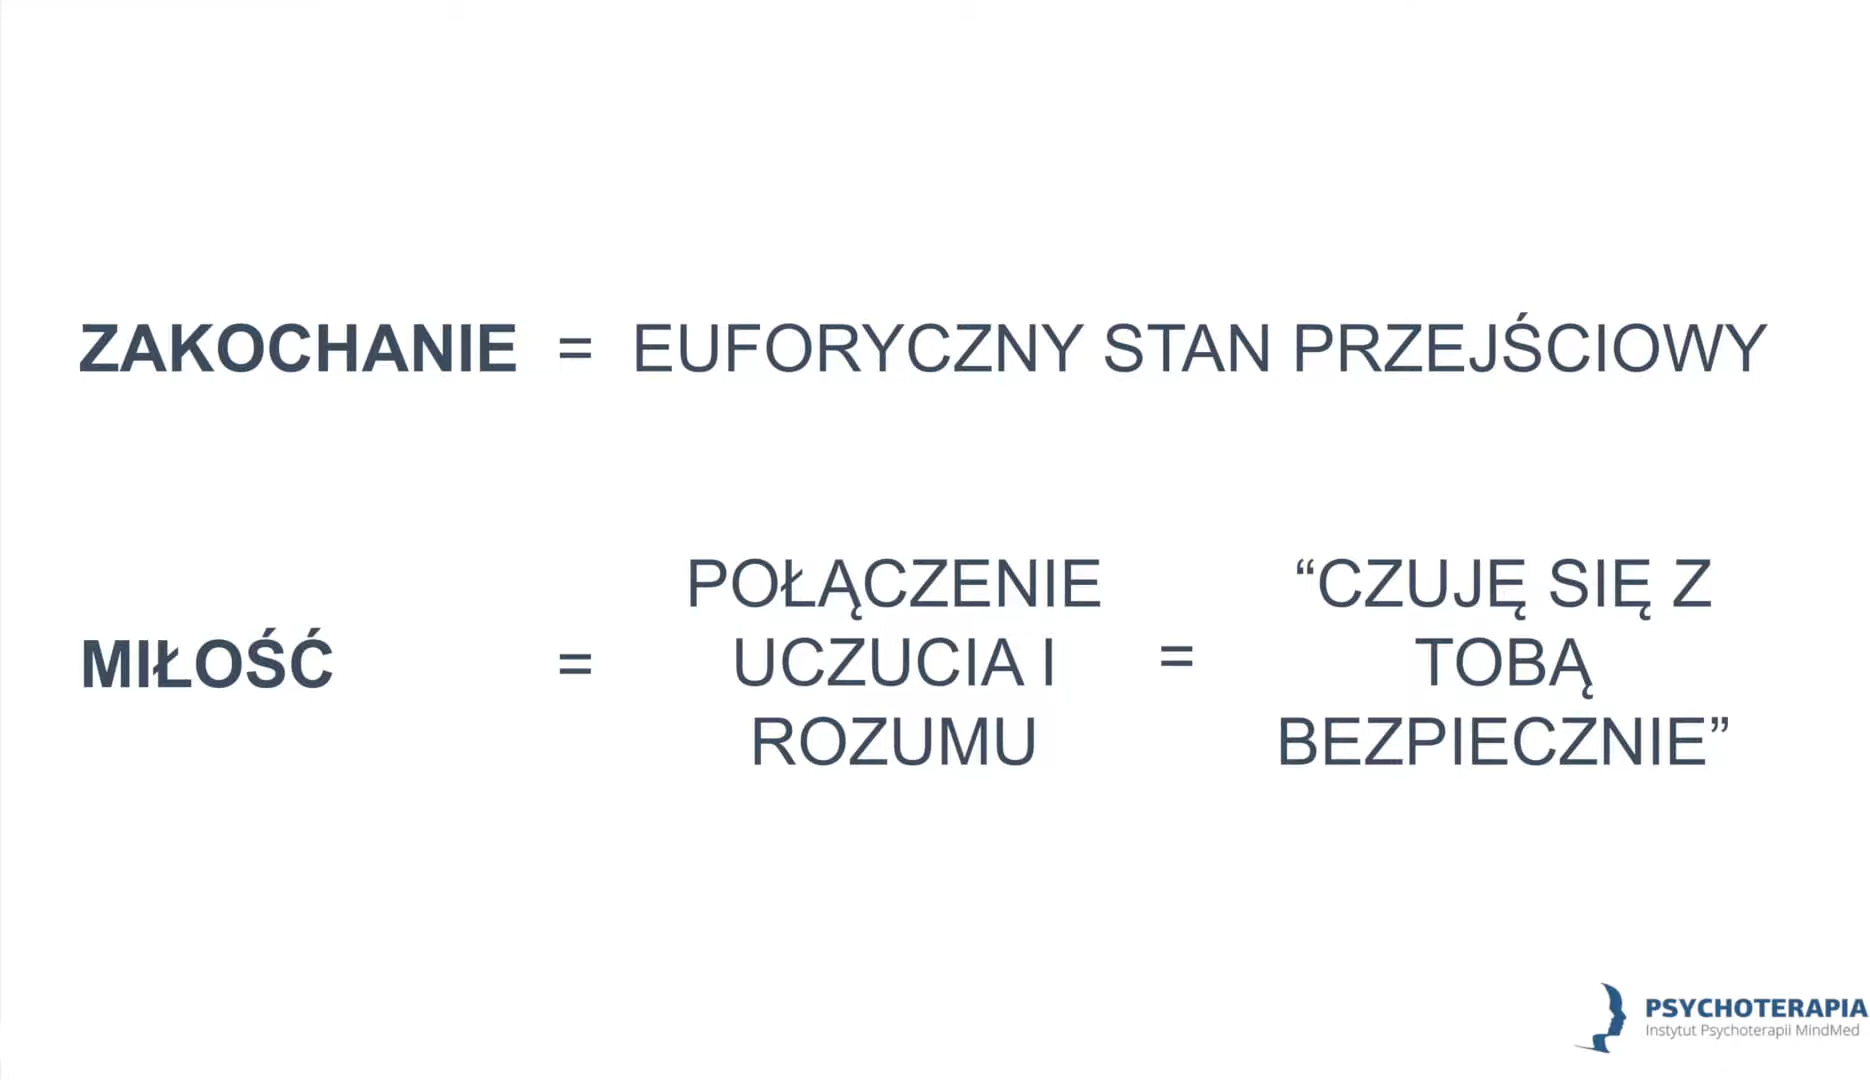 ZAKOCHANIE = EUFORYCZNY STAN PRZEJŚCIOWY
MIŁOŚĆ = POŁĄCZENIE UCZUCIA I ROZUMU = “CZUJĘ SIĘ Z TOBĄ BEZPIECZNIE”
PSYCHOTERAPIA
Instytut Psychoterapii MindMed